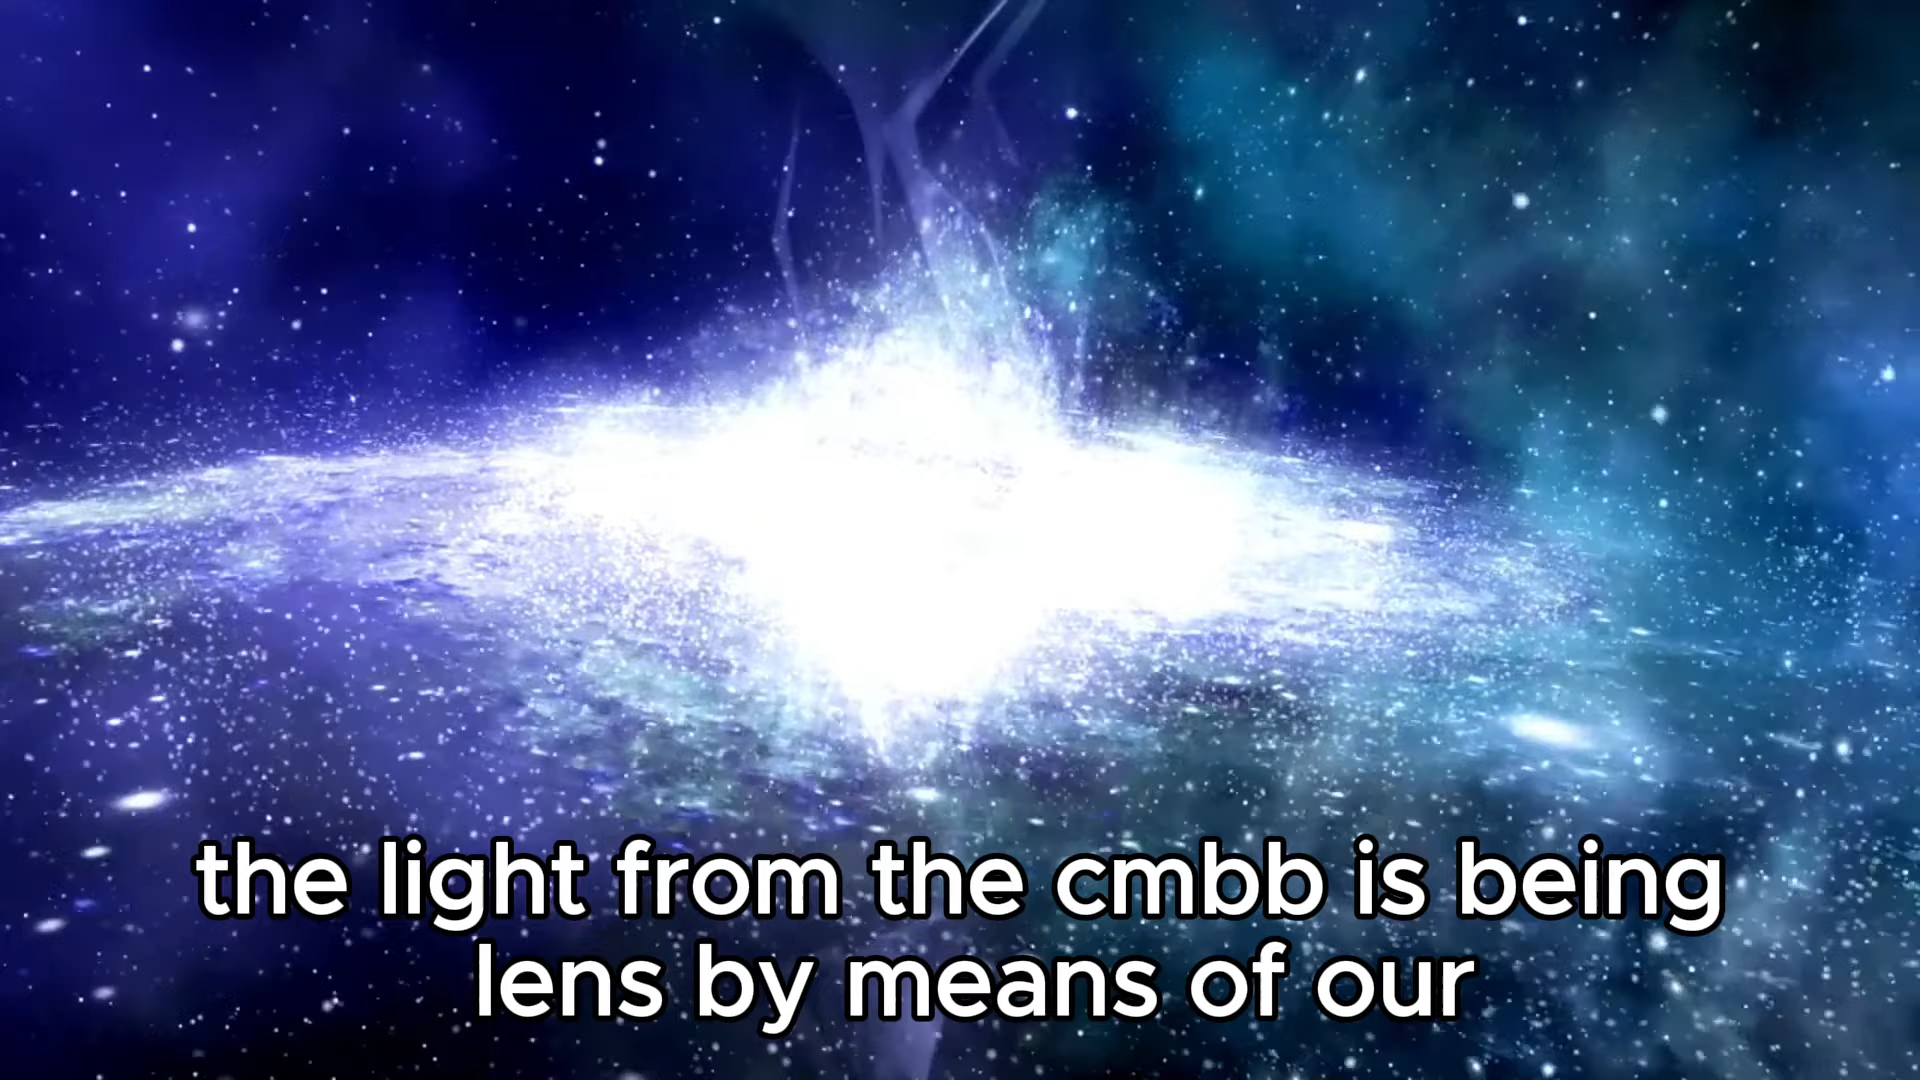 the light from the cmbb is being
lens by means of our